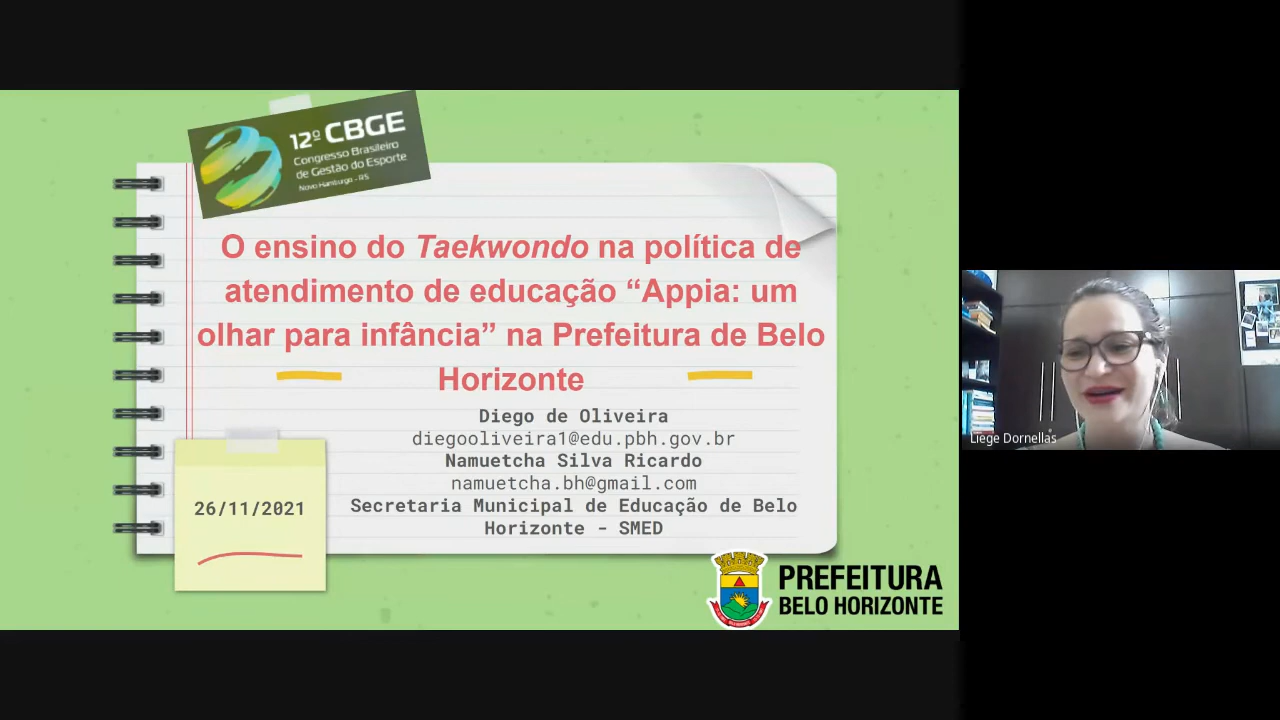 12º CBGE
Congresso Brasileiro
de Gestão do Esporte
Novo Hamburgo - RS
O ensino do Taekwondo na política de
atendimento de educação “Appia: um
olhar para infância” na Prefeitura de Belo
Horizonte
Diego de Oliveira
diegooliveira1@edu.pbh.gov.br
Namuetcha Silva Ricardo
namuetcha.bh@gmail.com
Secretaria Municipal de Educação de Belo
Horizonte - SMED
26/11/2021
PREFEITURA
BELO HORIZONTE
Liege Dornellas